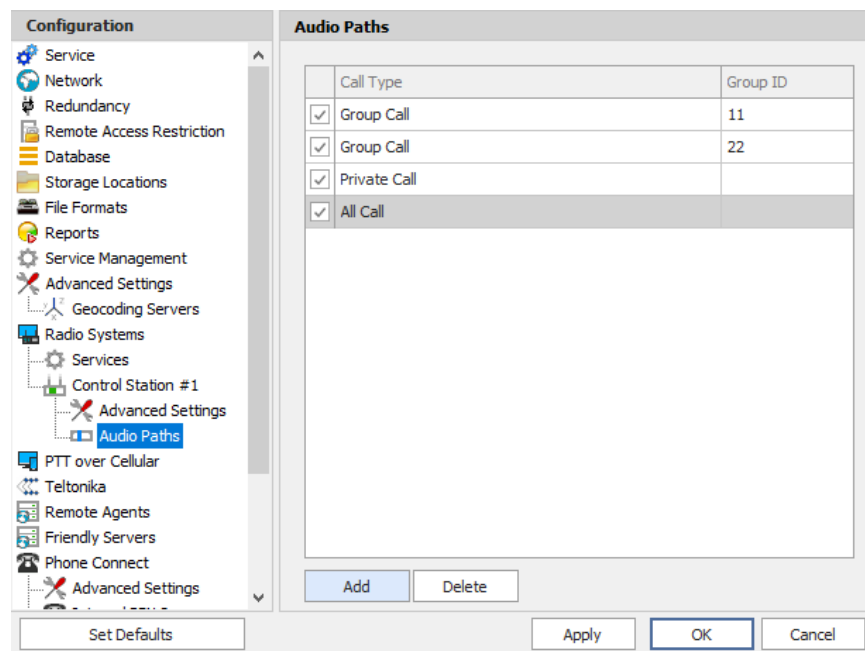 Configuration
Service
Network
Redundancy
Remote Access Restriction
Database
Storage Locations
File Formats
Reports
Service Management
Advanced Settings
Geocoding Servers
Radio Systems
Services
Control Station #1
Advanced Settings
Audio Paths
PTT over Cellular
Teltonika
Remote Agents
Friendly Servers
Phone Connect
Advanced Settings
Set Defaults
Audio Paths
Call Type Group ID
Group Call 11
Group Call 22
Private Call
All Call
Add Delete
Apply OK Cancel